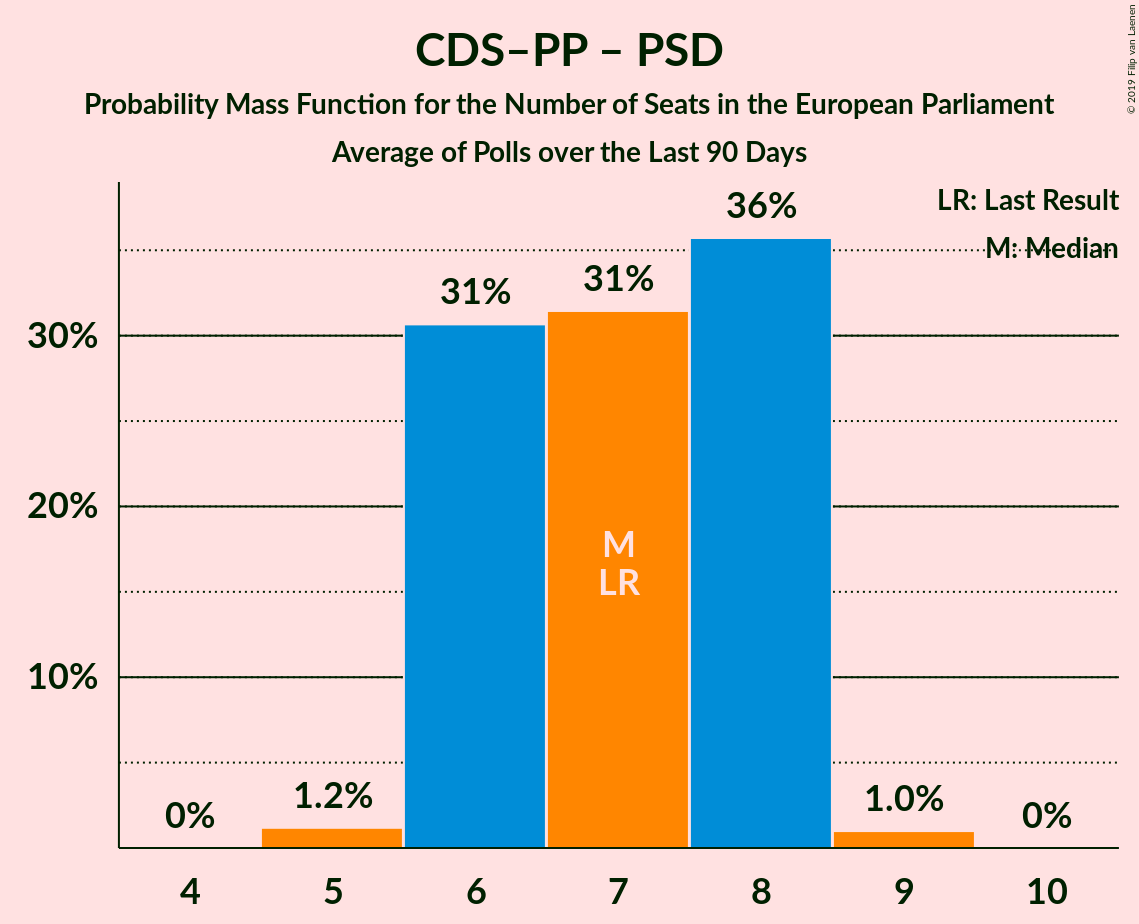 CDS–PP – PSD
Probability Mass Function for the Number of Seats in the European Parliament
Average of Polls over the Last 90 Days
© 2019 Filip van Laenen
LR: Last Result
M: Median
36%
31%
31%
30%
20%
10%
M
LR
0%
1.2%
1.0%
0%
4
5
6
7
8
9
10